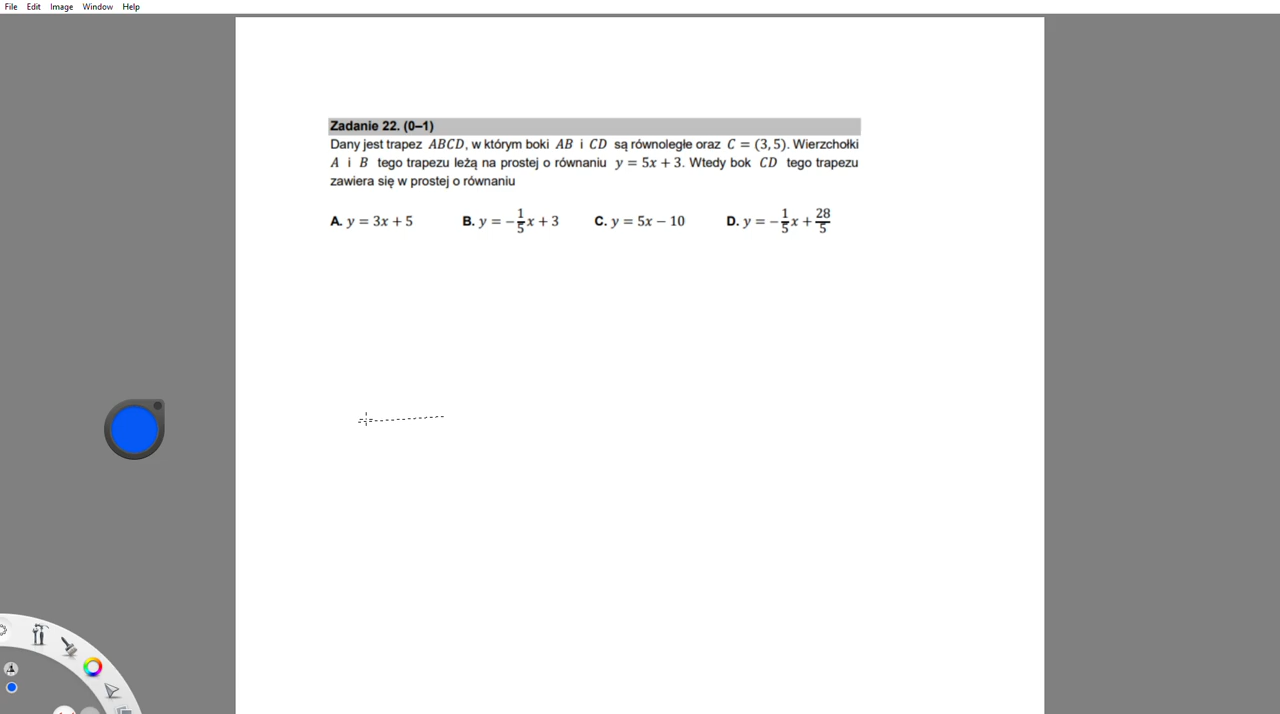 File Edit Image Window Help
Zadanie 22. (0–1)
Dany jest trapez ABCD, w którym boki AB i CD są równoległe oraz C = (3, 5). Wierzchołki
A i B tego trapezu leżą na prostej o równaniu y = 5x + 3. Wtedy bok CD tego trapezu
zawiera się w prostej o równaniu
A. y = 3x + 5 B. y = −1/5x + 3 C. y = 5x − 10 D. y = −1/5x + 28/5